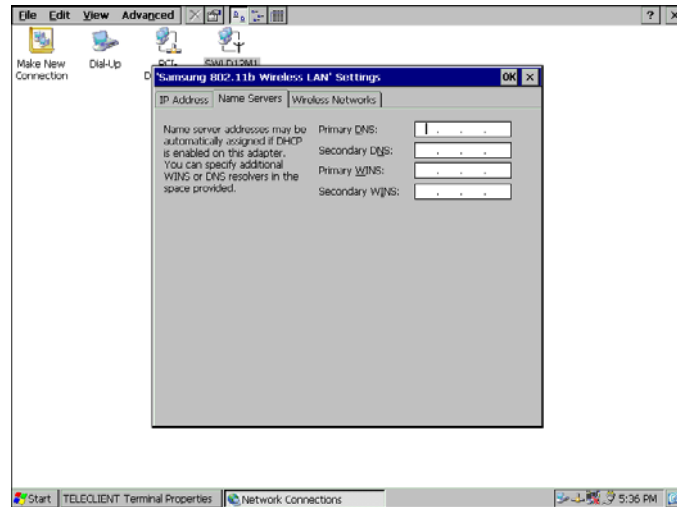 File Edit View Advanced ? X
Make New Connection
Dial-Up
SWLD12M1
'Samsung 802.11b Wireless LAN' Settings OK ×
IP Address Name Servers Wireless Networks
Name server addresses may be
automatically assigned if DHCP
is enabled on this adapter.
You can specify additional
WINS or DNS resolvers in the
space provided.
Primary DNS:
Secondary DNS:
Primary WINS:
Secondary WINS:
Start TELECLIENT Terminal Properties Network Connections 5:36 PM